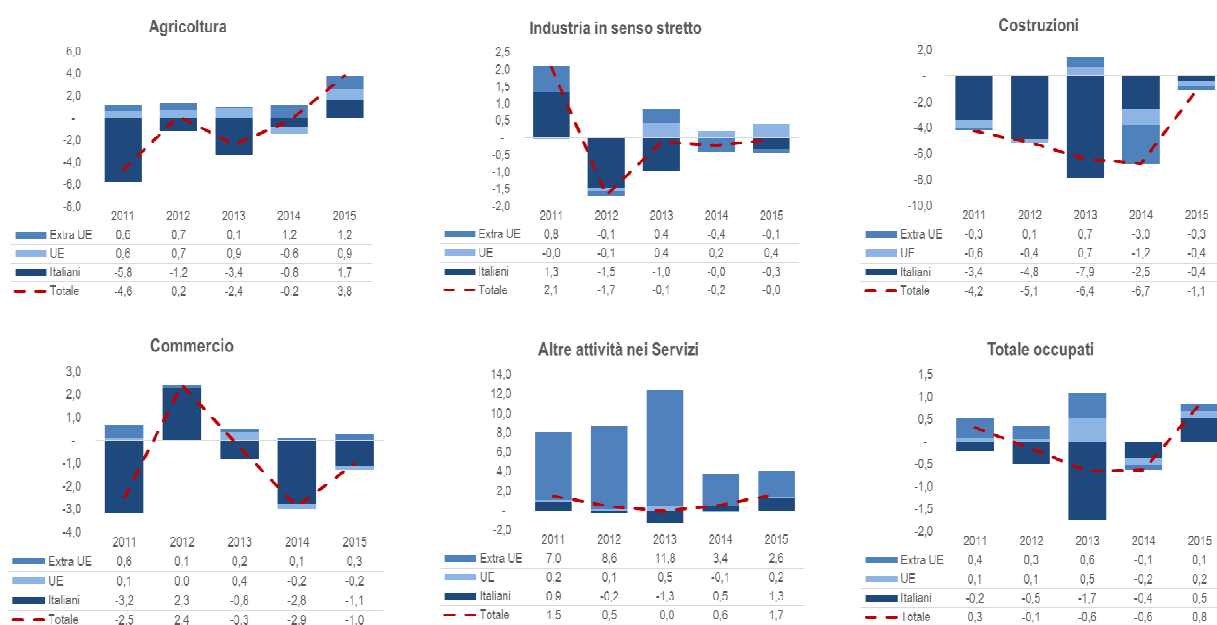 Agricoltura
6,0
4,0
2,0
-
-2,0
-4,0
-6,0
-8,0
2011 2012 2013 2014 2015
Extra UE 0,6 0,7 0,1 1,2 1,2
UE 0,6 0,7 0,9 -0,6 0,9
Italiani -5,8 -1,2 -3,4 -0,8 1,7
Totale -4,6 0,2 -2,4 -0,2 3,8
Industria in senso stretto
2,5
2,0
1,5
1,0
0,5
-
-0,5
-1,0
-1,5
-2,0
2011 2012 2013 2014 2015
Extra UE 0,8 -0,1 0,4 -0,4 -0,1
UE -0,0 -0,1 0,4 0,2 0,4
Italiani 1,3 -1,5 -1,0 -0,0 -0,3
Totale 2,1 -1,7 -0,1 -0,2 -0,0
Costruzioni
2,0
-
-2,0
-4,0
-6,0
-8,0
-10,0
2011 2012 2013 2014 2015
Extra UE -0,3 0,1 0,7 -3,0 -0,3
UE -0,6 -0,4 0,7 -1,2 -0,4
Italiani -3,4 -4,8 -7,9 -2,5 -0,4
Totale -4,2 -5,1 -6,4 -6,7 -1,1
Commercio
3,0
2,0
1,0
-
-1,0
-2,0
-3,0
-4,0
2011 2012 2013 2014 2015
Extra UE 0,6 0,1 0,2 0,1 0,3
UE 0,1 0,0 0,4 -0,2 -0,2
Italiani -3,2 2,3 -0,8 -2,8 -1,1
Totale -2,5 2,4 -0,3 -2,9 -1,0
Altre attività nei Servizi
14,0
12,0
10,0
8,0
6,0
4,0
2,0
-
-2,0
2011 2012 2013 2014 2015
Extra UE 7,0 8,6 11,8 3,4 2,6
UE 0,2 0,1 0,5 -0,1 0,2
Italiani 0,9 -0,2 -1,3 0,5 1,3
Totale 1,5 0,5 0,0 0,6 1,7
Totale occupati
1,5
1,0
0,5
-
-0,5
-1,0
-1,5
-2,0
2011 2012 2013 2014 2015
Extra UE 0,4 0,3 0,6 -0,1 0,1
UE 0,1 0,1 0,5 -0,2 0,2
Italiani -0,2 -0,5 -1,7 -0,4 0,5
Totale 0,3 -0,1 -0,6 -0,6 0,8